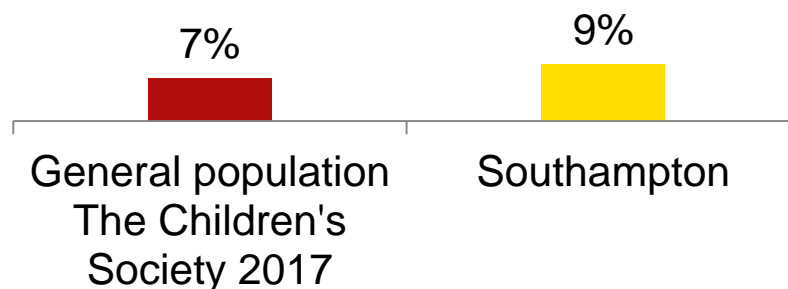 7%
9%
General population
The Children's
Society 2017
Southampton